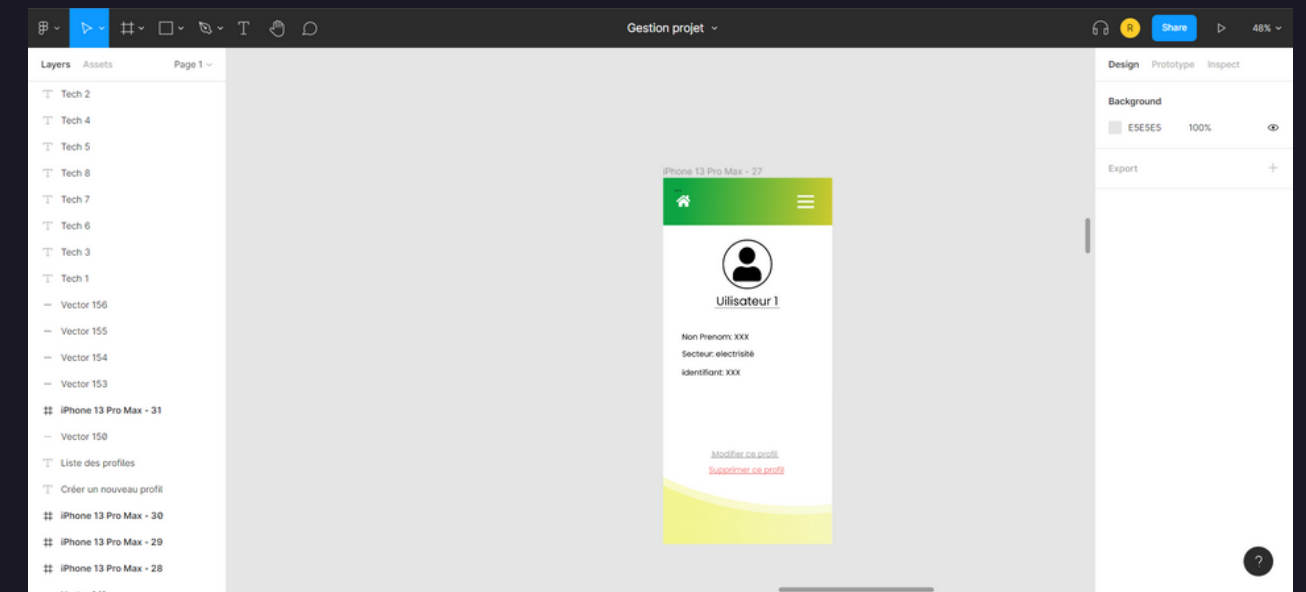 Gestion projet
R
Share
48%
Layers Assets Page 1
Tech 2
Tech 4
Tech 5
Tech 8
Tech 7
Tech 6
Tech 3
Tech 1
Vector 156
Vector 155
Vector 154
Vector 153
iPhone 13 Pro Max - 31
Vector 150
Liste des profiles
Créer un nouveau profil
iPhone 13 Pro Max - 30
iPhone 13 Pro Max - 29
iPhone 13 Pro Max - 28
iPhone 13 Pro Max - 27
Uilisateur 1
Non Prenom: XXX
Secteur: electrisité
identifiant: XXX
Modifier ce profil
Supprimer ce profil
Design Prototype Inspect
Background
E5E5E5 100%
Export
?